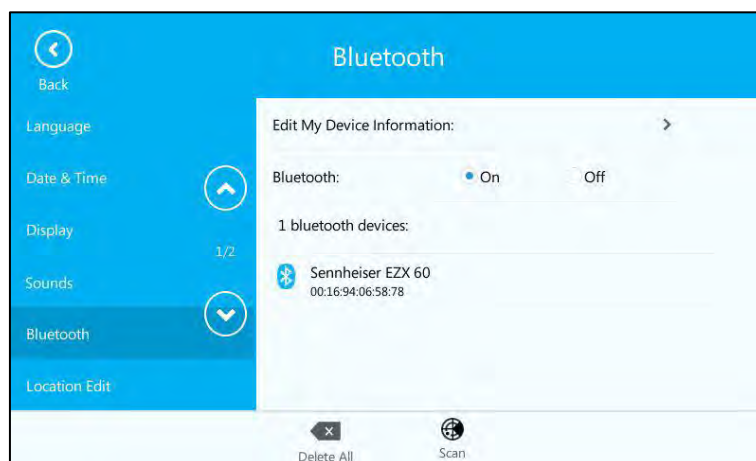 Bluetooth
Back
Language
Date & Time
Display
1/2
Sounds
Bluetooth
Location Edit
Edit My Device Information:
Bluetooth: On Off
1 bluetooth devices:
Sennheiser EZX 60
00:16:94:06:58:78
Delete All
Scan